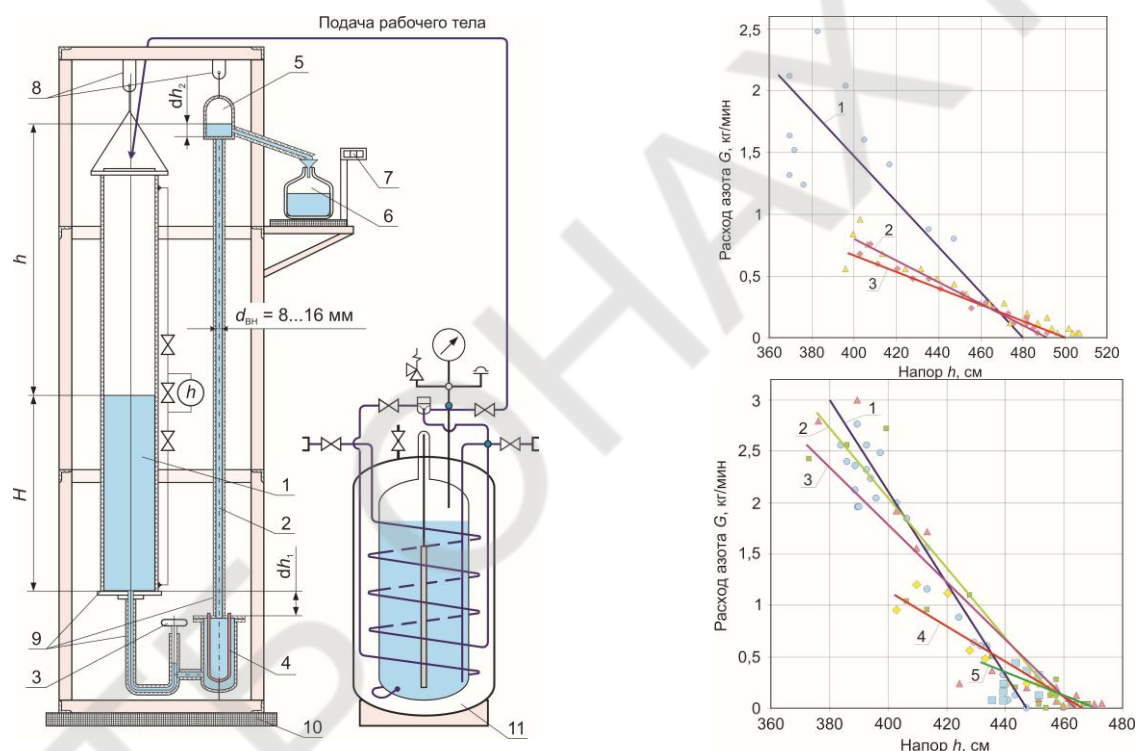 Подача рабочего тела
8
5
dh₂
7
6
h
dвн = 8...16 мм
h
H
1
2
dh₁
9
3
4
10
11
2,5
2
1,5
1
0,5
0
Расход азота G, кг/мин
1
2
3
360 380 400 420 440 460 480 500 520
Напор h, см
3
2,5
2
1,5
1
0,5
0
Расход азота G, кг/мин
1
2
3
4
5
360 380 400 420 440 460 480
Напор h, см